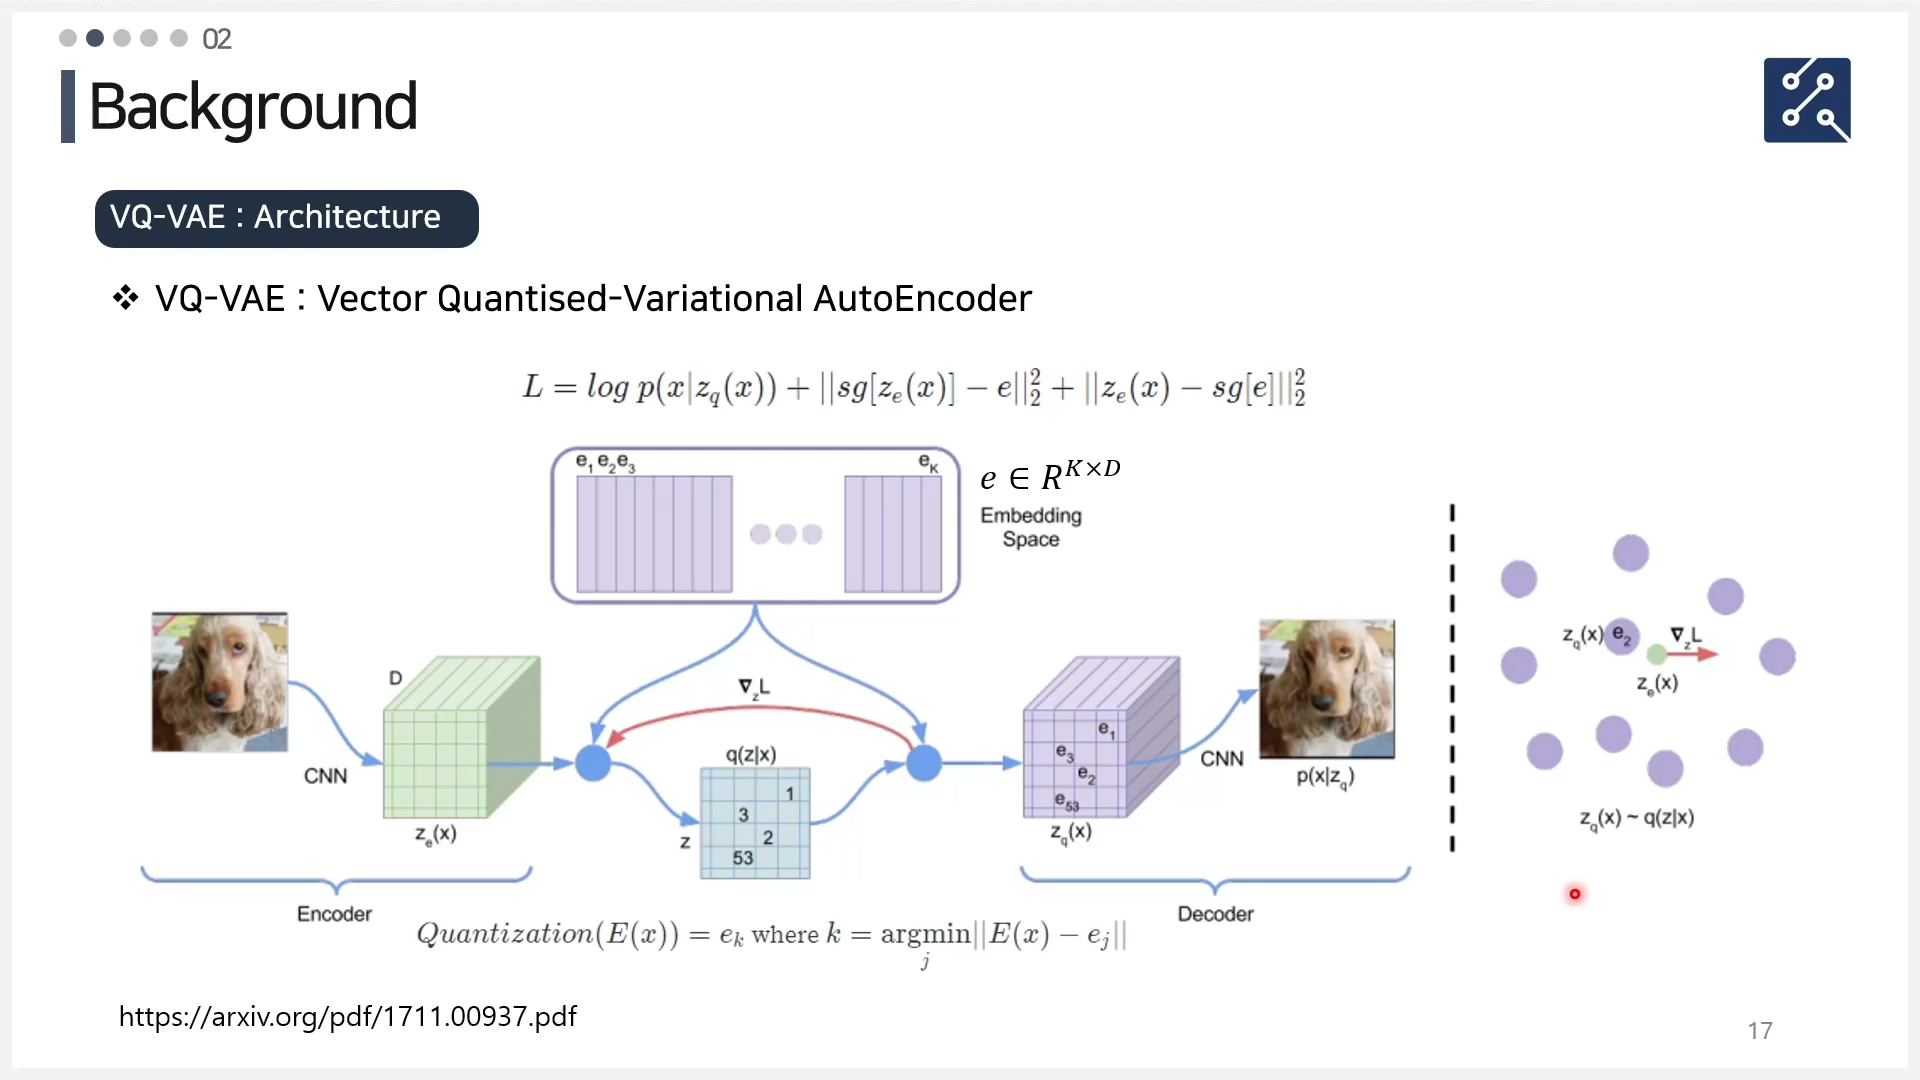 02
Background
VQ-VAE : Architecture
❖ VQ-VAE : Vector Quantised-Variational AutoEncoder
L = log p(x|z_q(x)) + ||sg[z_e(x)] − e||₂² + ||z_e(x) − sg[e]||₂²
e₁ e₂ e₃ e_K
e ∈ R^{K×D}
Embedding
Space
D
CNN
z_e(x)
Encoder
∇_zL
q(z|x)
1
3
2
53
z
e₁
e₃
e₂
e₅₃
z_q(x)
CNN
p(x|z_q)
Decoder
z_q(x) e₂ ∇_zL
z_e(x)
z_q(x) ~ q(z|x)
Quantization(E(x)) = e_k where k = argmin||E(x) − e_j||
j
https://arxiv.org/pdf/1711.00937.pdf
17